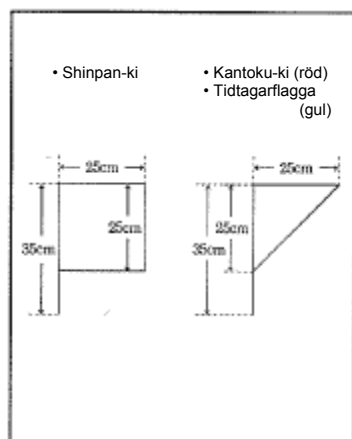 • Shinpan-ki
• Kantoku-ki (röd)
• Tidtagarflagga
(gul)
25cm
25cm
35cm
25cm
35cm
25cm